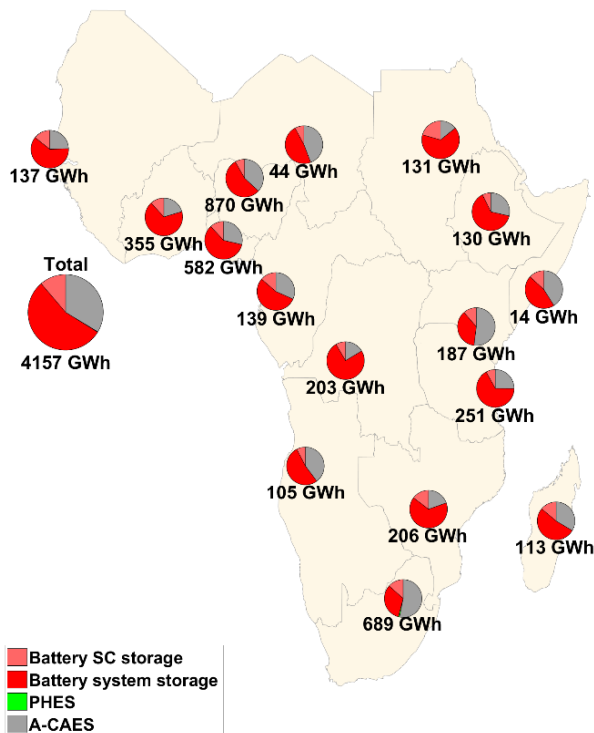 44 GWh
131 GWh
137 GWh
870 GWh
130 GWh
355 GWh
582 GWh
Total
4157 GWh
139 GWh
14 GWh
187 GWh
203 GWh
251 GWh
105 GWh
206 GWh
113 GWh
689 GWh
Battery SC storage
Battery system storage
PHES
A-CAES